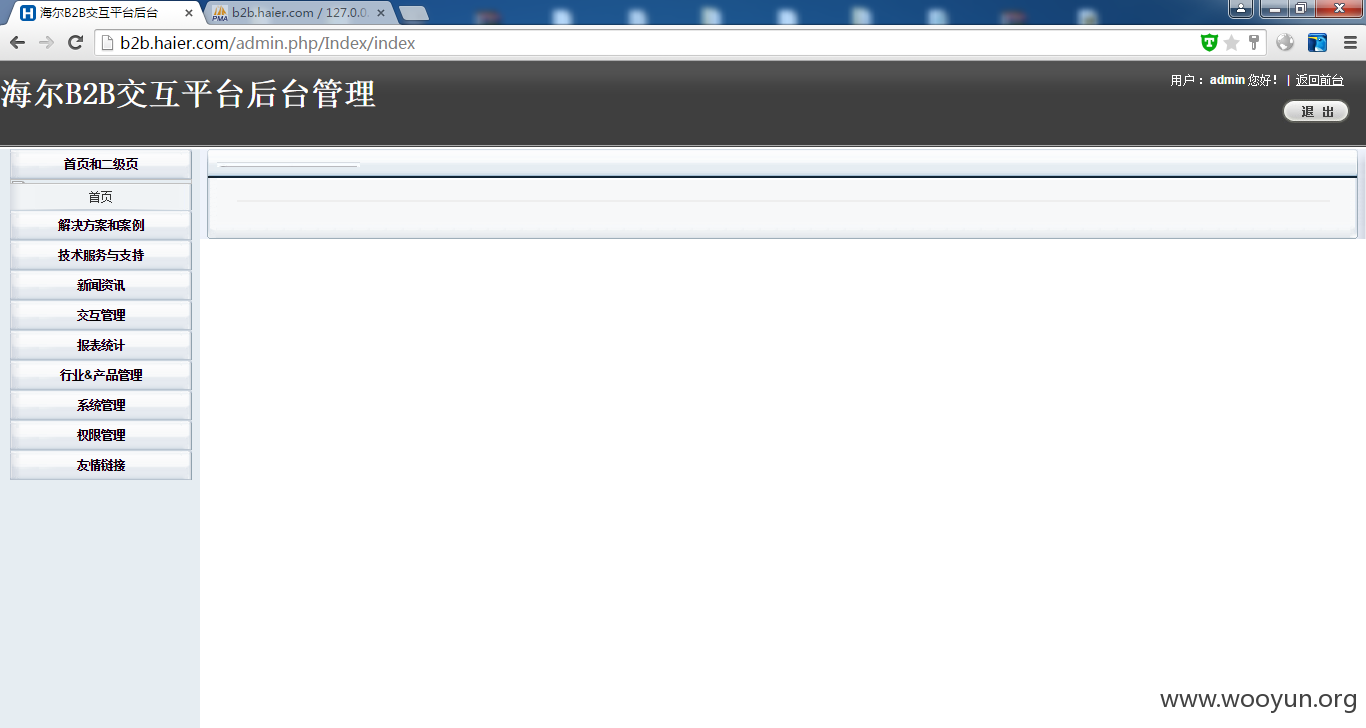 海尔B2B交互平台后台
b2b.haier.com / 127.0.0.
b2b.haier.com/admin.php/Index/index
海尔B2B交互平台后台管理
用户：admin 您好！ | 返回前台
退 出
首页和二级页
首页
解决方案和案例
技术服务与支持
新闻资讯
交互管理
报表统计
行业&产品管理
系统管理
权限管理
友情链接
www.wooyun.org